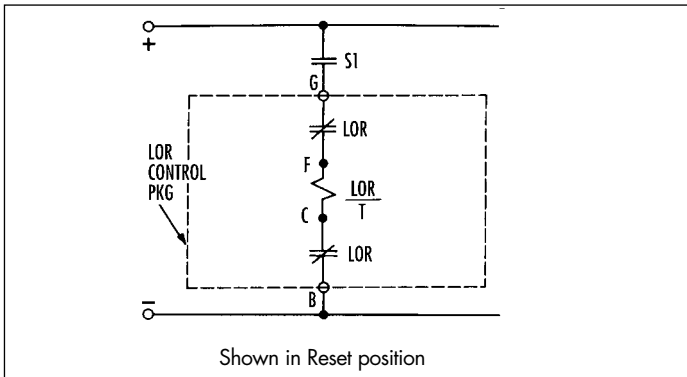 +
S1
G
LOR
LOR
CONTROL
PKG
F
LOR
T
C
LOR
B
−
Shown in Reset position